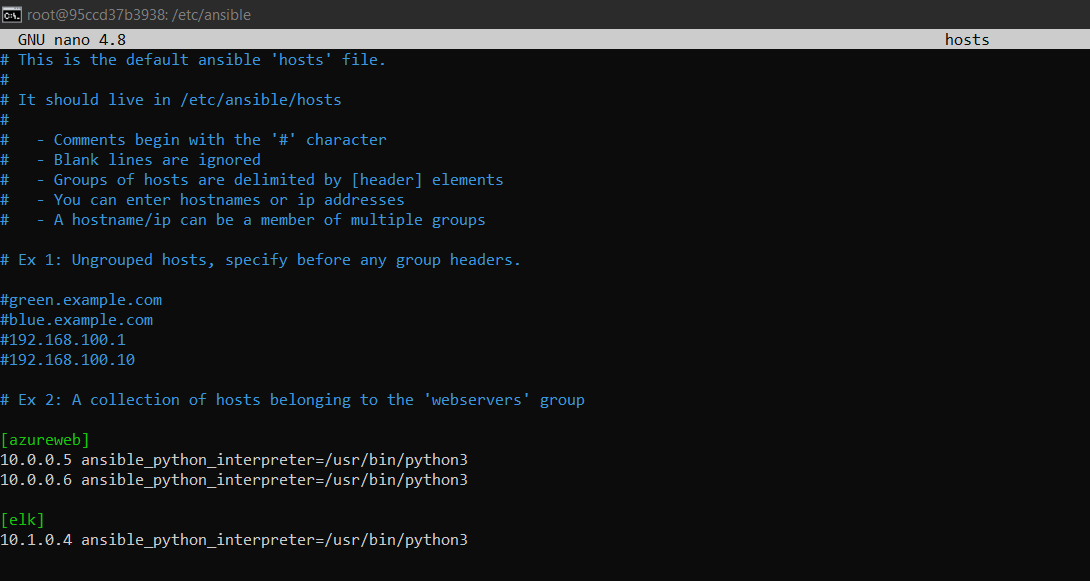 root@95ccd37b3938: /etc/ansible
GNU nano 4.8 hosts
# This is the default ansible 'hosts' file.
#
# It should live in /etc/ansible/hosts
#
#   - Comments begin with the '#' character
#   - Blank lines are ignored
#   - Groups of hosts are delimited by [header] elements
#   - You can enter hostnames or ip addresses
#   - A hostname/ip can be a member of multiple groups
# Ex 1: Ungrouped hosts, specify before any group headers.
#green.example.com
#blue.example.com
#192.168.100.1
#192.168.100.10
# Ex 2: A collection of hosts belonging to the 'webservers' group
[azureweb]
10.0.0.5 ansible_python_interpreter=/usr/bin/python3
10.0.0.6 ansible_python_interpreter=/usr/bin/python3
[elk]
10.1.0.4 ansible_python_interpreter=/usr/bin/python3